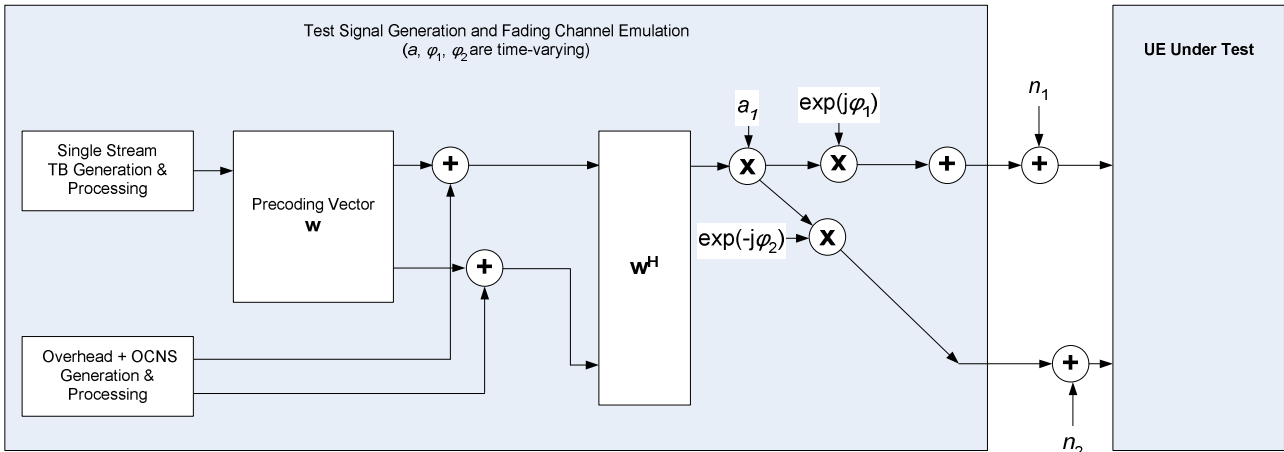 Test Signal Generation and Fading Channel Emulation
(a, φ1, φ2 are time-varying)
UE Under Test
n1
a1
exp(jφ1)
Single Stream
TB Generation &
Processing
Precoding Vector
w
+
x
x
+
+
exp(-jφ2)
x
+
wH
Overhead + OCNS
Generation &
Processing
+
n2